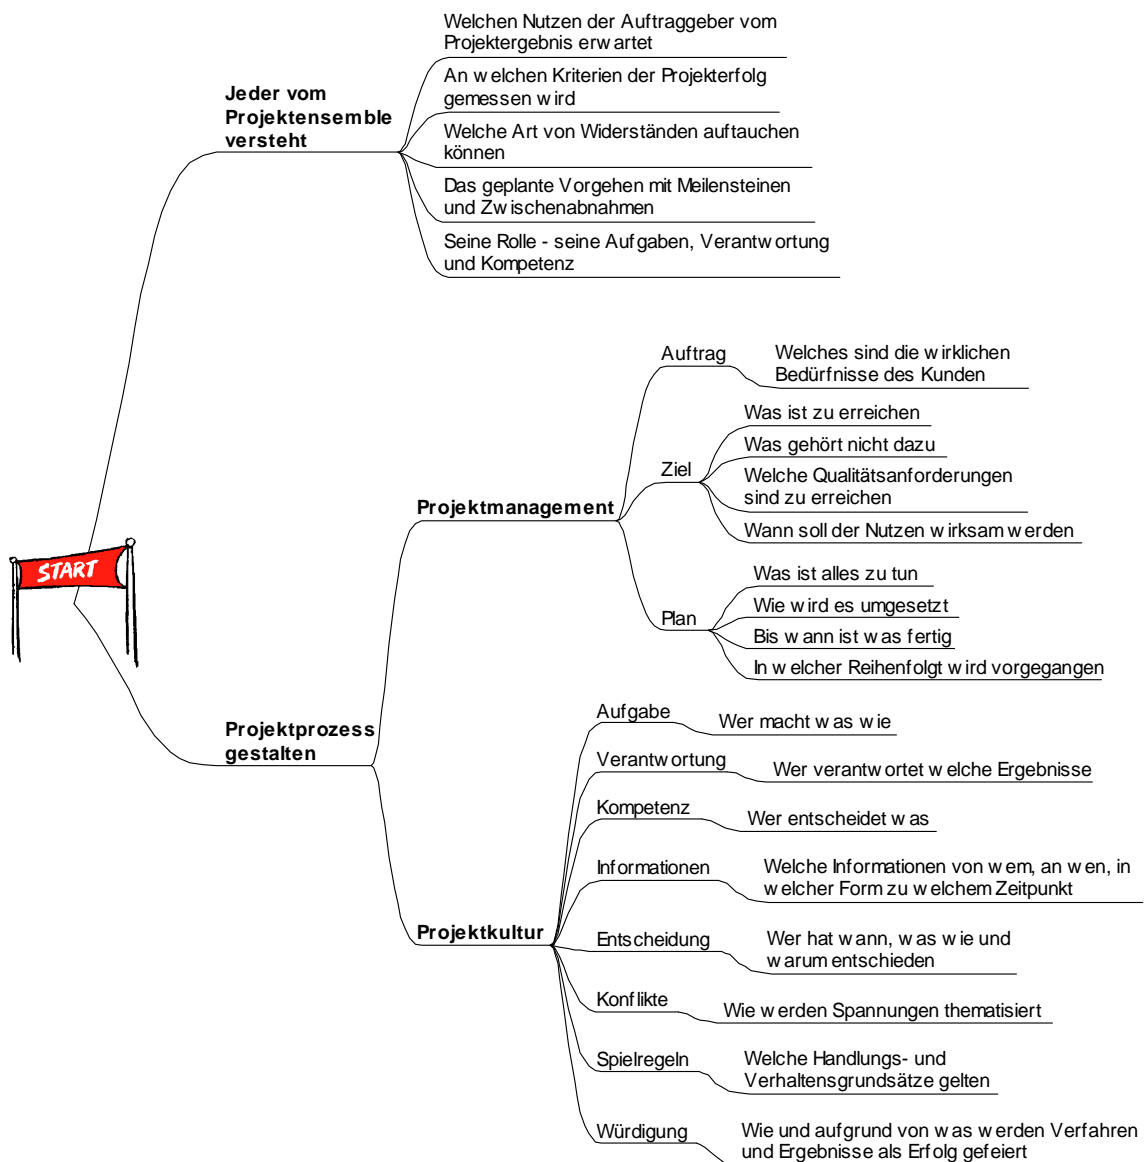 Welchen Nutzen der Auftraggeber vom
Projektergebnis erwartet
An welchen Kriterien der Projekterfolg
gemessen wird
Jeder vom
Projektensemble
versteht
Welche Art von Widerständen auftauchen
können
Das geplante Vorgehen mit Meilensteinen
und Zwischenabnahmen
Seine Rolle - seine Aufgaben, Verantwortung
und Kompetenz
START
Projektprozess
gestalten
Projektmanagement
Auftrag
Welches sind die wirklichen
Bedürfnisse des Kunden
Ziel
Was ist zu erreichen
Was gehört nicht dazu
Welche Qualitätsanforderungen
sind zu erreichen
Wann soll der Nutzen wirksam werden
Plan
Was ist alles zu tun
Wie wird es umgesetzt
Bis wann ist was fertig
In welcher Reihenfolgt wird vorgegangen
Projektkultur
Aufgabe
Wer macht was wie
Verantwortung
Wer verantwortet welche Ergebnisse
Kompetenz
Wer entscheidet was
Informationen
Welche Informationen von wem, an wen, in
welcher Form zu welchem Zeitpunkt
Entscheidung
Wer hat wann, was wie und
warum entschieden
Konflikte
Wie werden Spannungen thematisiert
Spielregeln
Welche Handlungs- und
Verhaltensgrundsätze gelten
Würdigung
Wie und aufgrund von was werden Verfahren
und Ergebnisse als Erfolg gefeiert